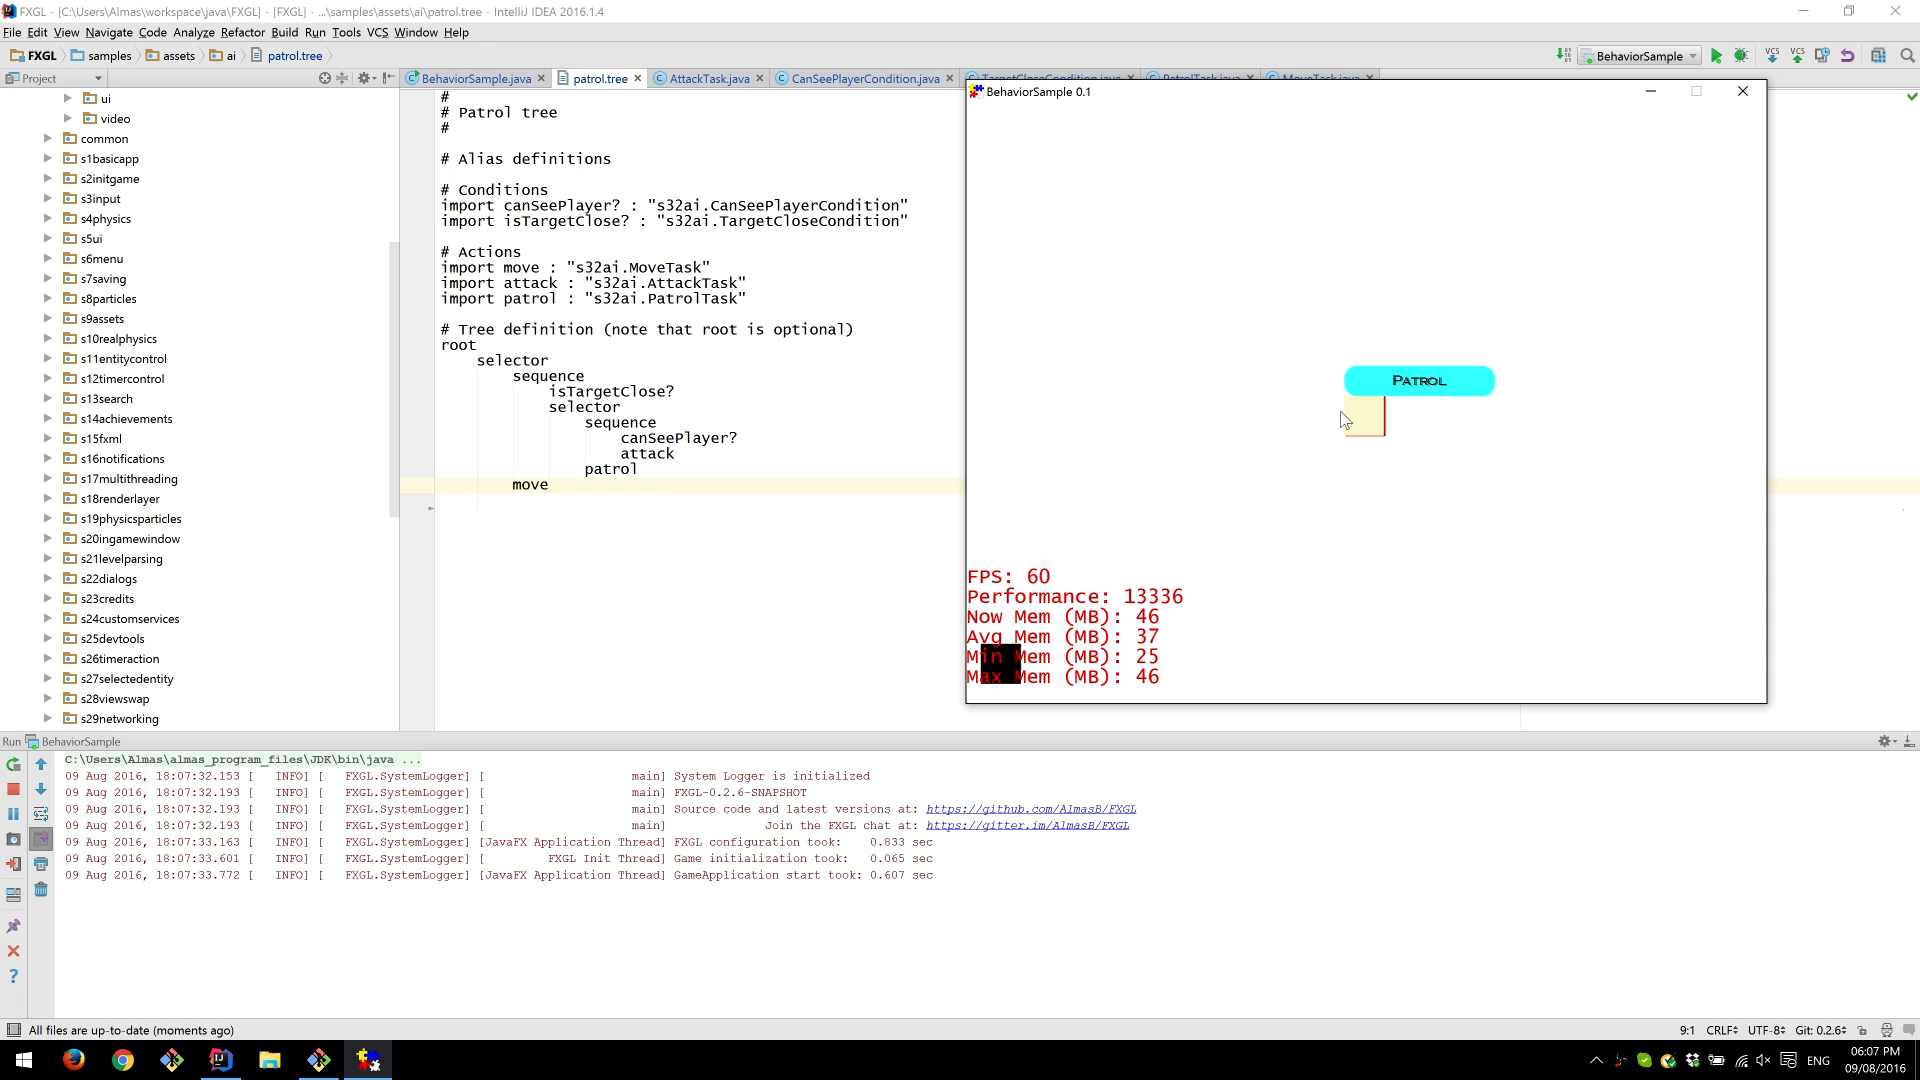 FXGL - [C:\Users\Almas\workspace\java\FXGL] - [FXGL] - ...\samples\assets\ai\patrol.tree - IntelliJ IDEA 2016.1.4
File Edit View Navigate Code Analyze Refactor Build Run Tools VCS Window Help
FXGL samples assets ai patrol.tree
BehaviorSample
VCS VCS
Project
BehaviorSample.java patrol.tree AttackTask.java CanSeePlayerCondition.java TargetCloseCondition.java PatrolTask.java MoveTask.java
ui
video
common
s1basicapp
s2initgame
s3input
s4physics
s5ui
s6menu
s7saving
s8particles
s9assets
s10realphysics
s11entitycontrol
s12timercontrol
s13search
s14achievements
s15fxml
s16notifications
s17multithreading
s18renderlayer
s19physicsparticles
s20ingamewindow
s21levelparsing
s22dialogs
s23credits
s24customservices
s25devtools
s26timeraction
s27selectedentity
s28viewswap
s29networking
#
# Patrol tree
#
# Alias definitions
# Conditions
import canSeePlayer? : "s32ai.CanSeePlayerCondition"
import isTargetClose? : "s32ai.TargetCloseCondition"
# Actions
import move : "s32ai.MoveTask"
import attack : "s32ai.AttackTask"
import patrol : "s32ai.PatrolTask"
# Tree definition (note that root is optional)
root
selector
sequence
isTargetClose?
selector
sequence
canSeePlayer?
attack
patrol
move
BehaviorSample 0.1
Patrol
FPS: 60
Performance: 13336
Now Mem (MB): 46
Avg Mem (MB): 37
Min Mem (MB): 25
Max Mem (MB): 46
Run BehaviorSample
C:\Users\Almas\almas_program_files\JDK\bin\java ...
09 Aug 2016, 18:07:32.153 [ INFO] [ FXGL.SystemLogger] [ main] System Logger is initialized
09 Aug 2016, 18:07:32.193 [ INFO] [ FXGL.SystemLogger] [ main] FXGL-0.2.6-SNAPSHOT
09 Aug 2016, 18:07:32.193 [ INFO] [ FXGL.SystemLogger] [ main] Source code and latest versions at: https://github.com/AlmasB/FXGL
09 Aug 2016, 18:07:32.193 [ INFO] [ FXGL.SystemLogger] [ main] Join the FXGL chat at: https://gitter.im/AlmasB/FXGL
09 Aug 2016, 18:07:33.163 [ INFO] [ FXGL.SystemLogger] [JavaFX Application Thread] FXGL configuration took: 0.833 sec
09 Aug 2016, 18:07:33.601 [ INFO] [ FXGL.SystemLogger] [ FXGL Init Thread] Game initialization took: 0.065 sec
09 Aug 2016, 18:07:33.772 [ INFO] [ FXGL.SystemLogger] [JavaFX Application Thread] GameApplication start took: 0.607 sec
All files are up-to-date (moments ago)
9:1 CRLF UTF-8 Git: 0.2.6
ENG
06:07 PM
09/08/2016